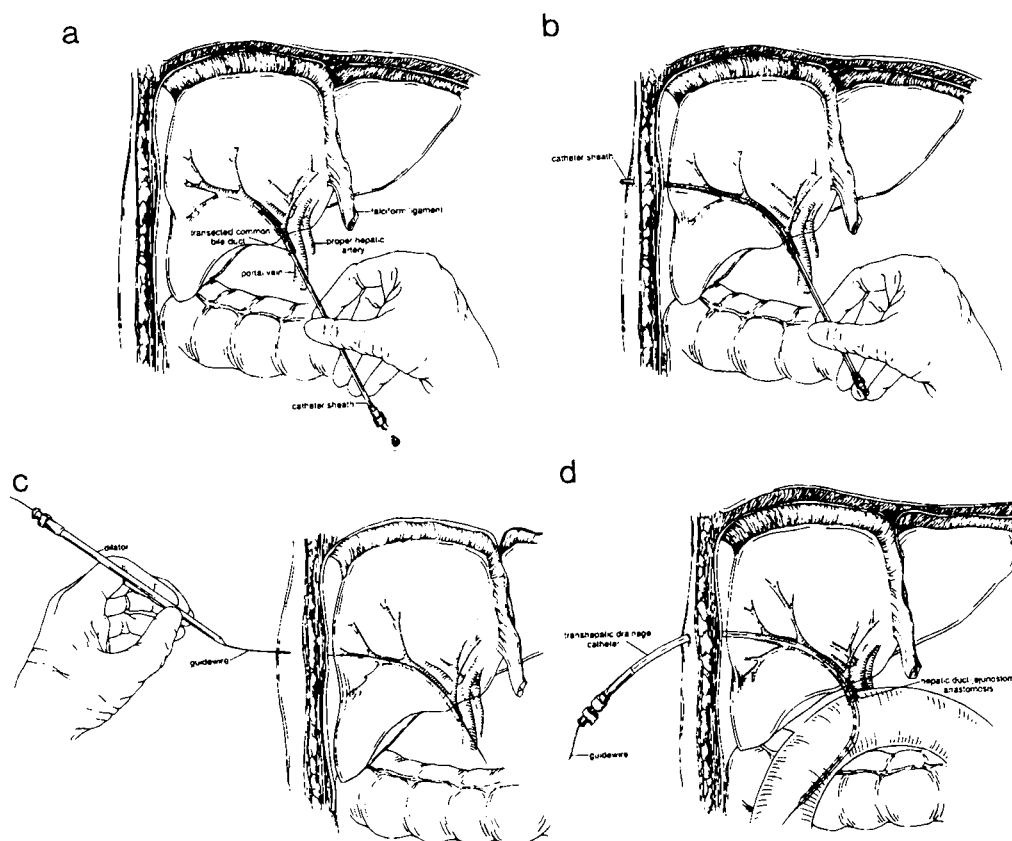 a
falciform ligament
transected common
bile duct
proper hepatic
artery
portal vein
catheter sheath
b
catheter sheath
c
dilator
guidewire
d
transhepatic drainage
catheter
hepatic duct jejunostomy
anastomosis
guidewire